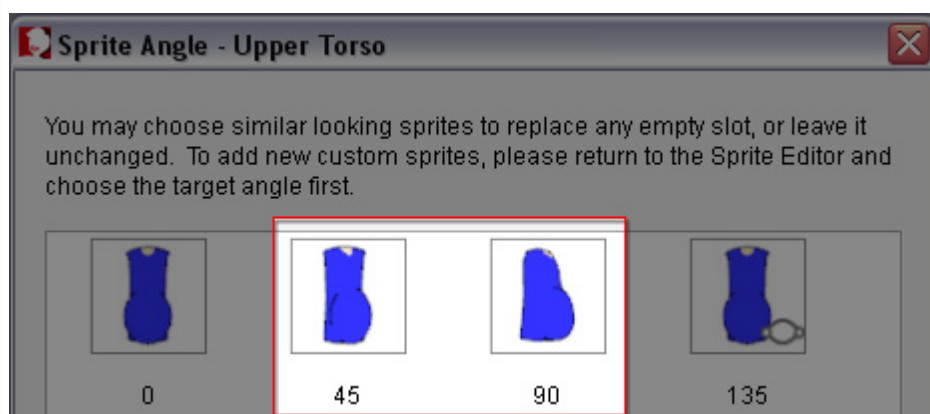 Sprite Angle - Upper Torso
You may choose similar looking sprites to replace any empty slot, or leave it
unchanged. To add new custom sprites, please return to the Sprite Editor and
choose the target angle first.
0 45 90 135